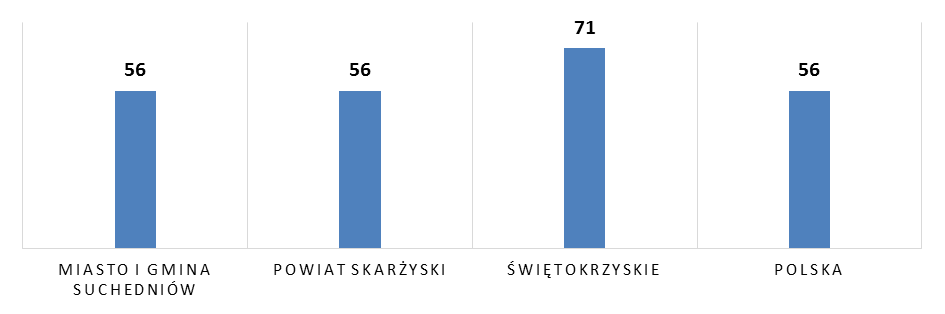 56
56
71
56
MIASTO I GMINA
SUCHEDNIÓW
POWIAT SKARŻYSKI
ŚWIĘTOKRZYSKIE
POLSKA